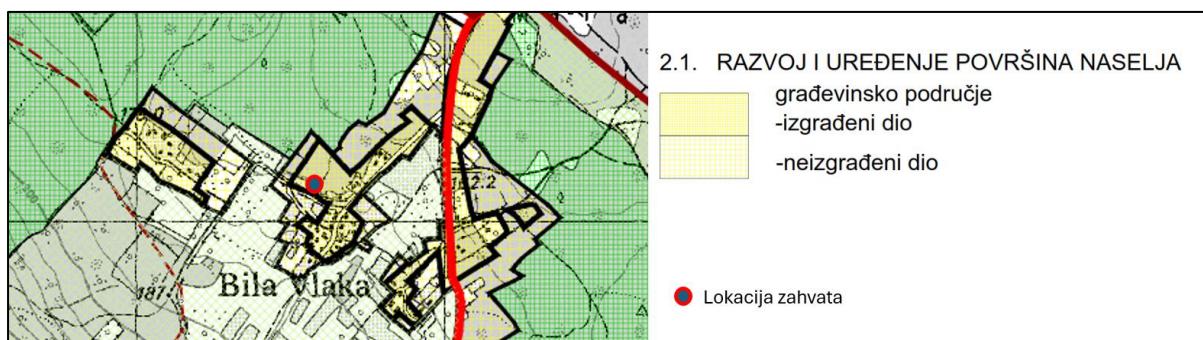 Bila Vlaka
187
2.1. RAZVOJ I UREĐENJE POVRŠINA NASELJA
građevinsko područje
-izgrađeni dio
-neizgrađeni dio
Lokacija zahvata